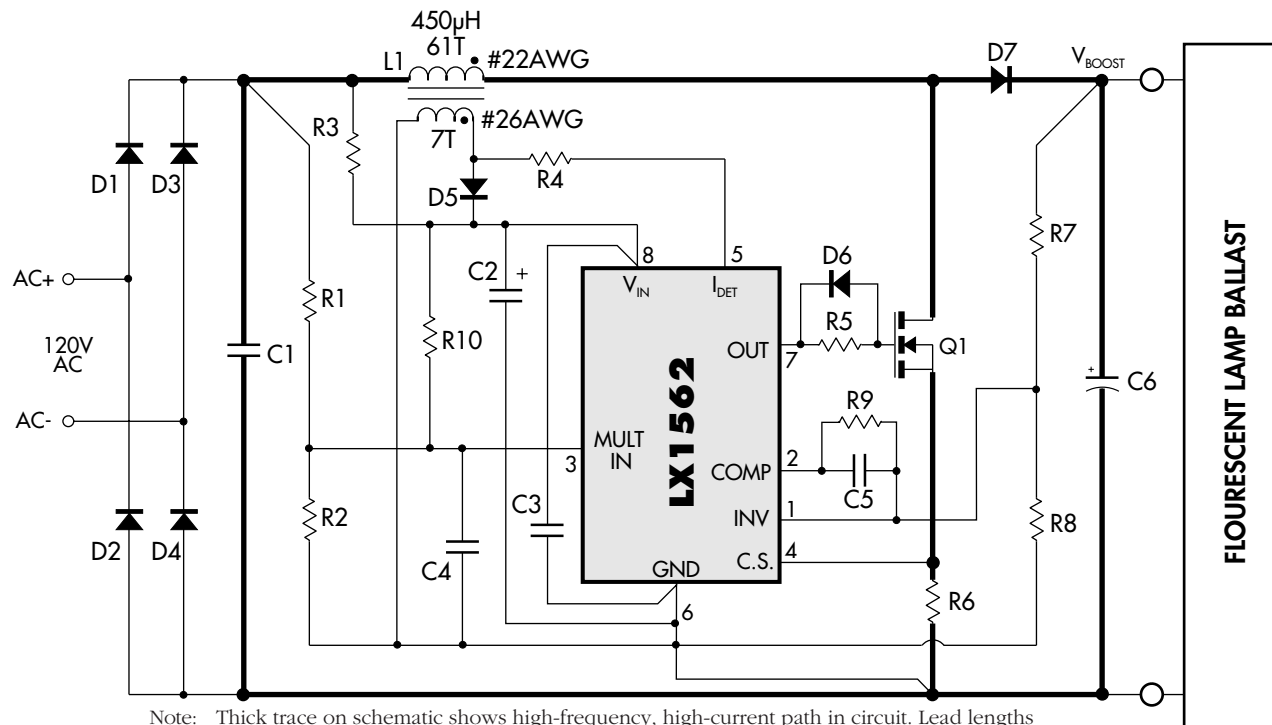 450µH
61T
L1
#22AWG
D7
VBOOST
#26AWG
7T
R3
R4
D1
D3
D5
R7
AC+
C2
+
8
5
VIN
IDET
D6
R1
R5
120V
AC
C1
R10
OUT
7
Q1
+
C6
AC-
LX1562
R9
MULT
IN
3
COMP
2
C5
R2
C3
INV
1
R8
D2
D4
C4
C.S.
4
GND
6
R6
FLOURESCENT LAMP BALLAST
Note: Thick trace on schematic shows high-frequency, high-current path in circuit. Lead lengths